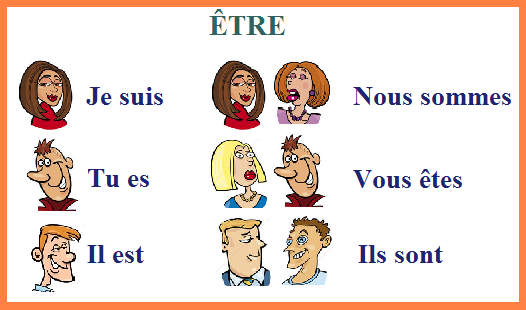 ÊTRE
Je suis
Nous sommes
Tu es
Vous êtes
Il est
Ils sont